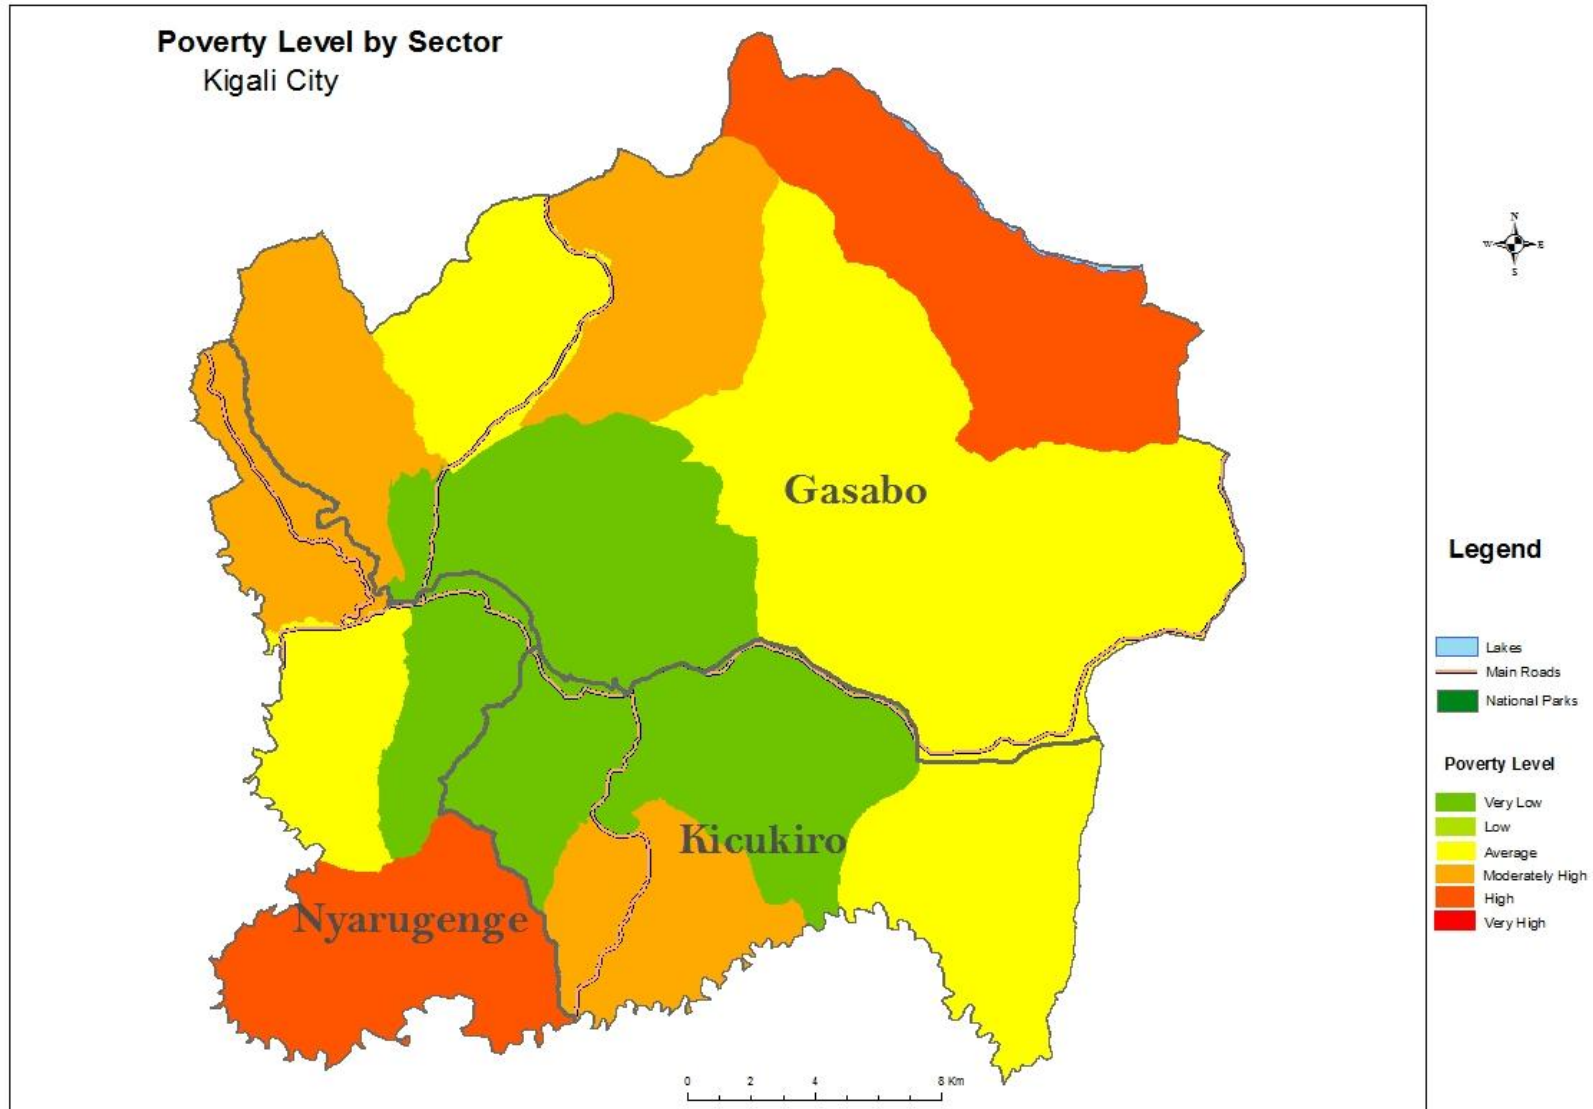 Poverty Level by Sector
Kigali City
N
W E
S
Gasabo
Kicukiro
Nyarugenge
Legend
Lakes
Main Roads
National Parks
Poverty Level
Very Low
Low
Average
Moderately High
High
Very High
0 2 4 8 Km